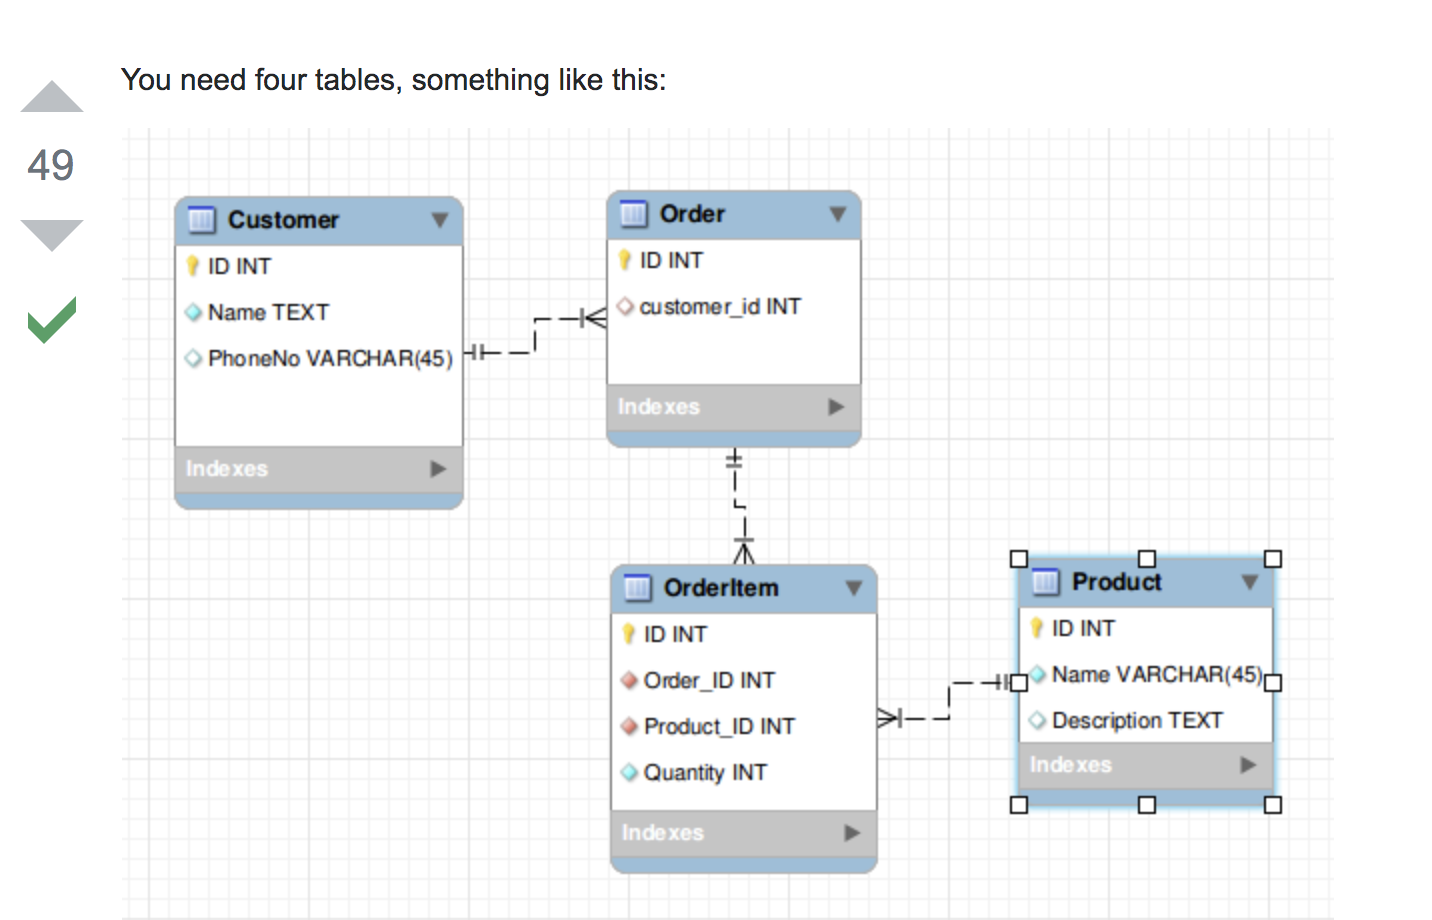 You need four tables, something like this:
49
Customer
ID INT
Name TEXT
PhoneNo VARCHAR(45)
Indexes
Order
ID INT
customer_id INT
Indexes
OrderItem
ID INT
Order_ID INT
Product_ID INT
Quantity INT
Indexes
Product
ID INT
Name VARCHAR(45)
Description TEXT
Indexes